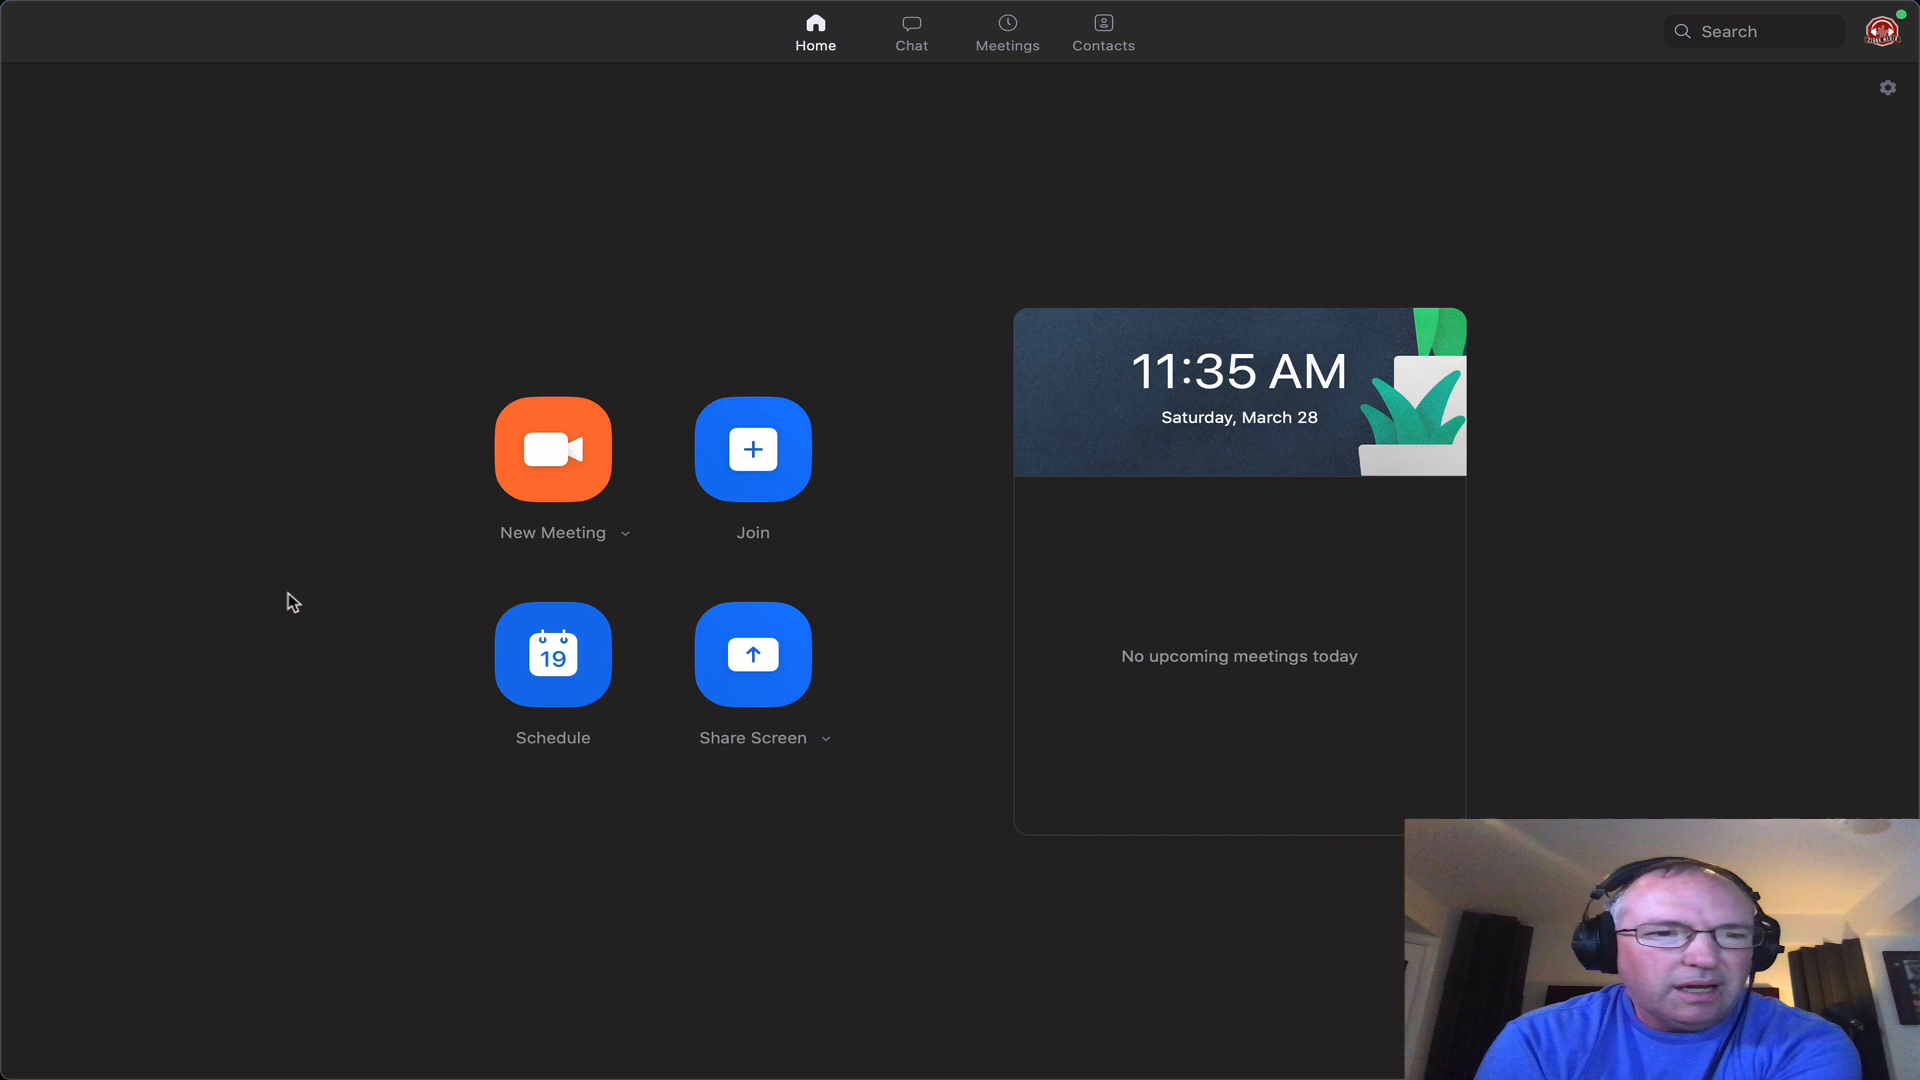 Home
Chat
Meetings
Contacts
Search
11:35 AM
Saturday, March 28
New Meeting
Join
19
Schedule
Share Screen
No upcoming meetings today